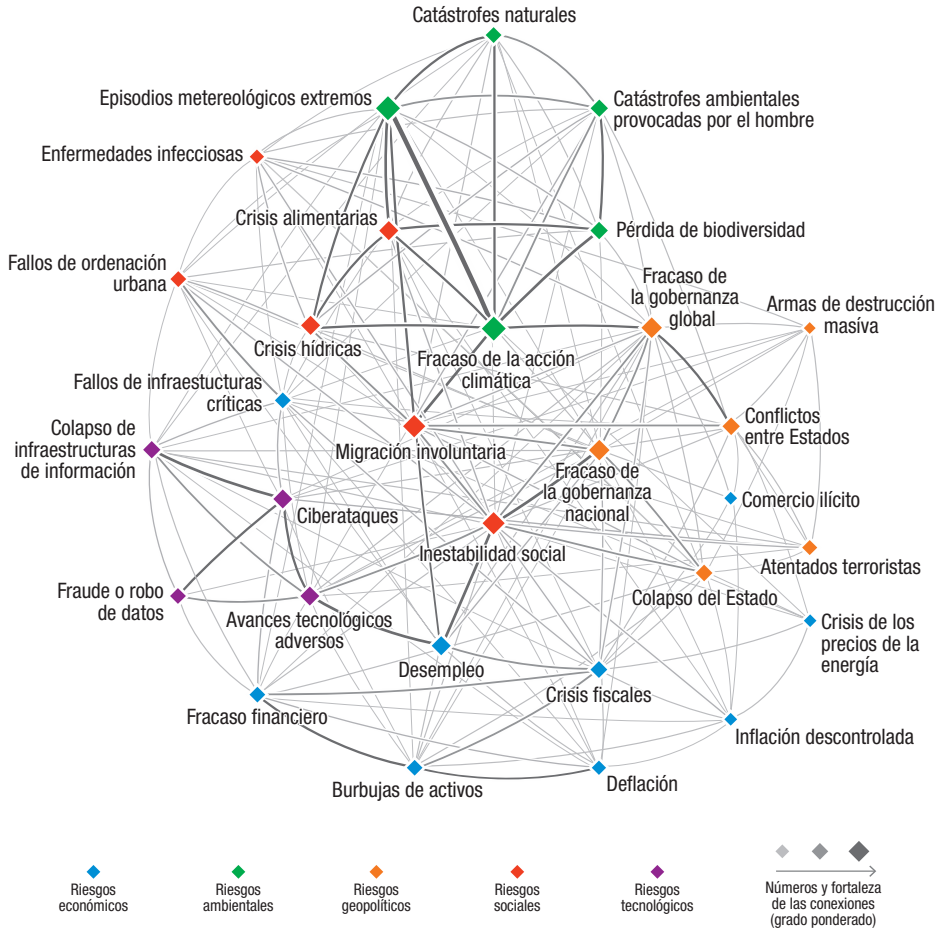 Catástrofes naturales
Episodios metereológicos extremos
Catástrofes ambientales
provocadas por el hombre
Enfermedades infecciosas
Crisis alimentarias
Pérdida de biodiversidad
Fallos de ordenación
urbana
Fracaso de
la gobernanza
global
Armas de destrucción
masíva
Crisis hídricas
Fracaso de la acción
climática
Fallos de infraestucturas
críticas
Colapso de
infraestructuras
de información
Migración involuntaria
Fracaso de
la gobernanza
nacional
Conflictos
entre Estados
Ciberataques
Comercio ilícito
Inestabilidad social
Atentados terroristas
Fraude o robo
de datos
Avances tecnológicos
adversos
Colapso del Estado
Crisis de los
precios de la
energía
Desempleo
Crisis fiscales
Fracaso financiero
Inflación descontrolada
Burbujas de activos
Deflación
Riesgos
económicos
Riesgos
ambientales
Riesgos
geopolíticos
Riesgos
sociales
Riesgos
tecnológicos
Números y fortaleza
de las conexiones
(grado ponderado)